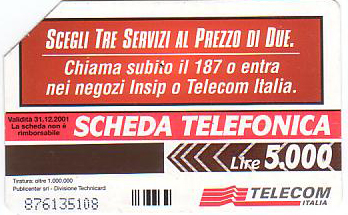 SCEGLI TRE SERVIZI AL PREZZO DI DUE.
Chiama subito il 187 o entra
nei negozi Insip o Telecom Italia.
Validità 31.12.2001
La scheda non è
rimborsabile
SCHEDA TELEFONICA
Lire 5.000
Tiratura: oltre 1.000.000
Publicenter srl - Divisione Technicard
876135108
TELECOM
ITALIA